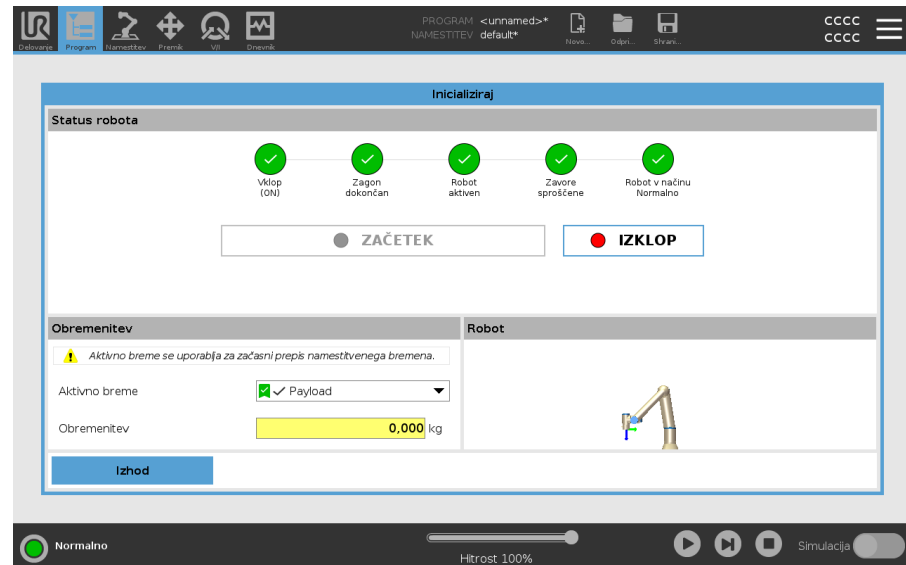 PROGRAM <unnamed>*
NAMESTITEV default*
Delovanje Program Namestitev Premik V/I Dnevnik
Novo... Odpri... Shrani...
cccc
cccc
Inicializiraj
Status robota
Vklop
(ON)
Zagon
dokončan
Robot
aktiven
Zavore
sproščene
Robot v načinu
Normalno
ZAČETEK
IZKLOP
Obremenitev
Robot
Aktivno breme se uporablja za začasni prepis namestitvenega bremena.
Aktivno breme
Payload
Obremenitev
0,000 kg
Izhod
Normalno
Hitrost 100%
Simulacija